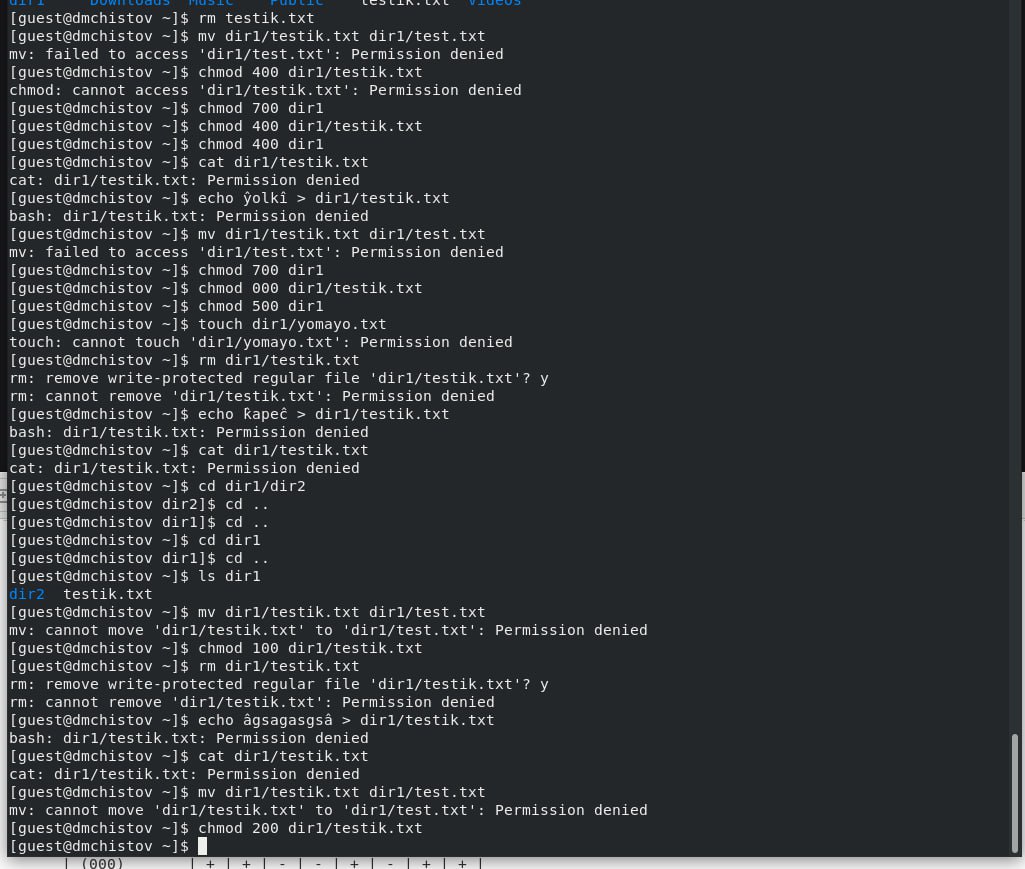 dir1 Downloads Music Public testik.txt Videos
[guest@dmchistov ~]$ rm testik.txt
[guest@dmchistov ~]$ mv dir1/testik.txt dir1/test.txt
mv: failed to access 'dir1/test.txt': Permission denied
[guest@dmchistov ~]$ chmod 400 dir1/testik.txt
chmod: cannot access 'dir1/testik.txt': Permission denied
[guest@dmchistov ~]$ chmod 700 dir1
[guest@dmchistov ~]$ chmod 400 dir1/testik.txt
[guest@dmchistov ~]$ chmod 400 dir1
[guest@dmchistov ~]$ cat dir1/testik.txt
cat: dir1/testik.txt: Permission denied
[guest@dmchistov ~]$ echo ŷolkî > dir1/testik.txt
bash: dir1/testik.txt: Permission denied
[guest@dmchistov ~]$ mv dir1/testik.txt dir1/test.txt
mv: failed to access 'dir1/test.txt': Permission denied
[guest@dmchistov ~]$ chmod 700 dir1
[guest@dmchistov ~]$ chmod 000 dir1/testik.txt
[guest@dmchistov ~]$ chmod 500 dir1
[guest@dmchistov ~]$ touch dir1/yomayo.txt
touch: cannot touch 'dir1/yomayo.txt': Permission denied
[guest@dmchistov ~]$ rm dir1/testik.txt
rm: remove write-protected regular file 'dir1/testik.txt'? y
rm: cannot remove 'dir1/testik.txt': Permission denied
[guest@dmchistov ~]$ echo k̂apeĉ > dir1/testik.txt
bash: dir1/testik.txt: Permission denied
[guest@dmchistov ~]$ cat dir1/testik.txt
cat: dir1/testik.txt: Permission denied
[guest@dmchistov ~]$ cd dir1/dir2
[guest@dmchistov dir2]$ cd ..
[guest@dmchistov dir1]$ cd ..
[guest@dmchistov ~]$ cd dir1
[guest@dmchistov dir1]$ cd ..
[guest@dmchistov ~]$ ls dir1
dir2 testik.txt
[guest@dmchistov ~]$ mv dir1/testik.txt dir1/test.txt
mv: cannot move 'dir1/testik.txt' to 'dir1/test.txt': Permission denied
[guest@dmchistov ~]$ chmod 100 dir1/testik.txt
[guest@dmchistov ~]$ rm dir1/testik.txt
rm: remove write-protected regular file 'dir1/testik.txt'? y
rm: cannot remove 'dir1/testik.txt': Permission denied
[guest@dmchistov ~]$ echo âgsagasgsâ > dir1/testik.txt
bash: dir1/testik.txt: Permission denied
[guest@dmchistov ~]$ cat dir1/testik.txt
cat: dir1/testik.txt: Permission denied
[guest@dmchistov ~]$ mv dir1/testik.txt dir1/test.txt
mv: cannot move 'dir1/testik.txt' to 'dir1/test.txt': Permission denied
[guest@dmchistov ~]$ chmod 200 dir1/testik.txt
[guest@dmchistov ~]$
| (000) | + | + | - | - | + | - | + | + |